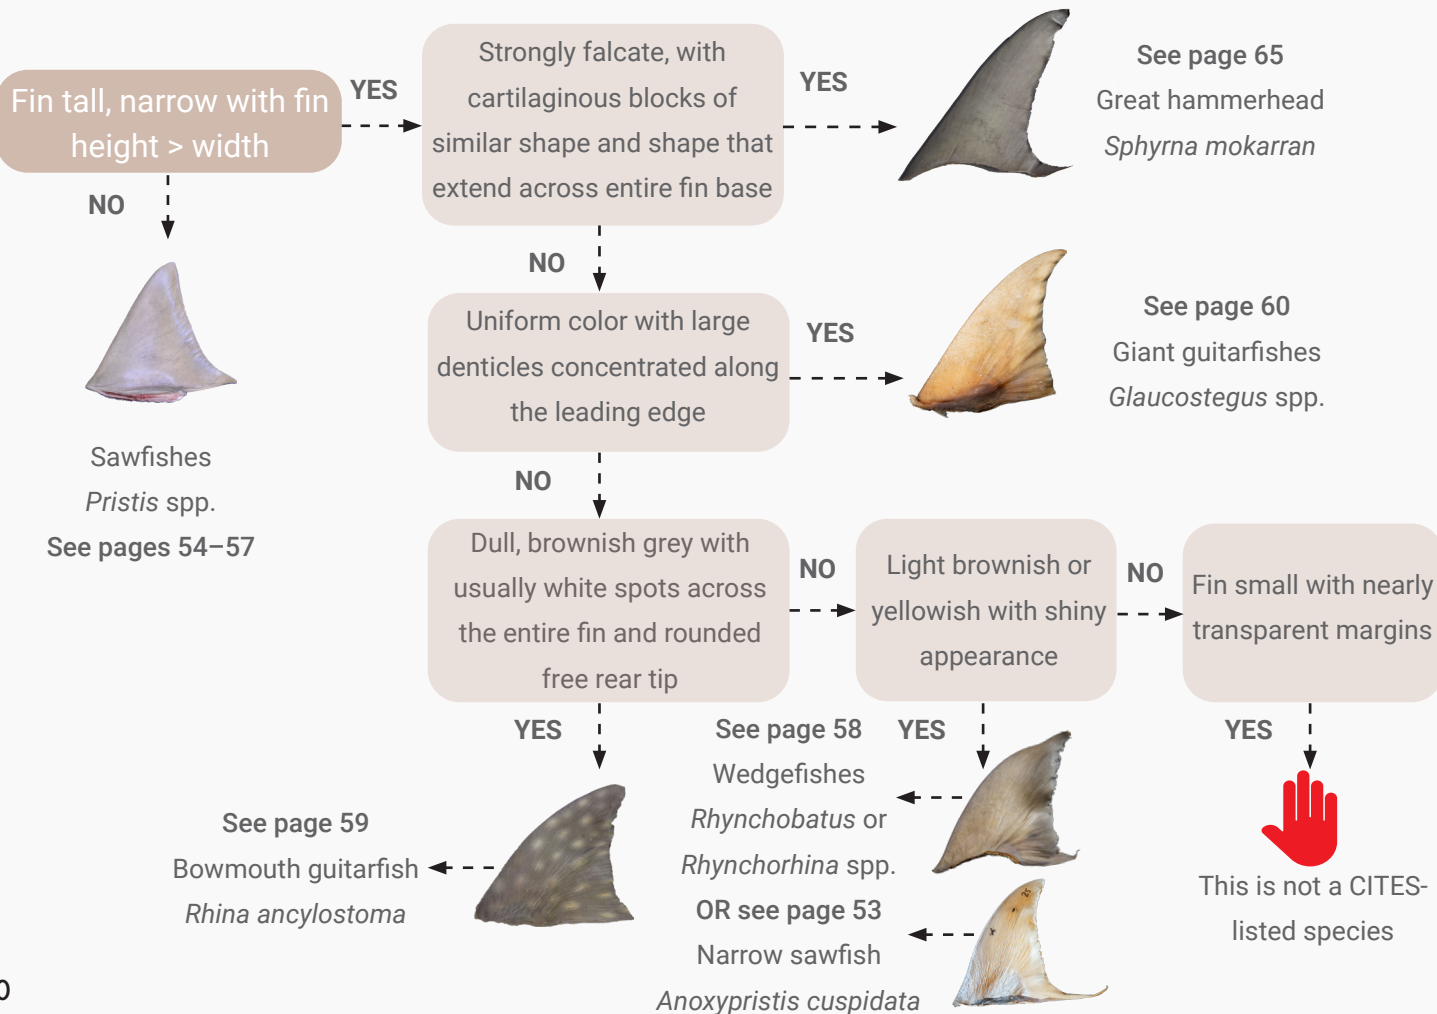 Fin tall, narrow with fin
height > width
YES
Strongly falcate, with
cartilaginous blocks of
similar shape and shape that
extend across entire fin base
YES
See page 65
Great hammerhead
Sphyrna mokarran
NO
Sawfishes
Pristis spp.
See pages 54–57
NO
Uniform color with large
denticles concentrated along
the leading edge
YES
See page 60
Giant guitarfishes
Glaucostegus spp.
NO
Dull, brownish grey with
usually white spots across
the entire fin and rounded
free rear tip
NO
Light brownish or
yellowish with shiny
appearance
NO
Fin small with nearly
transparent margins
YES
See page 59
Bowmouth guitarfish
Rhina ancylostoma
YES
See page 58
Wedgefishes
Rhynchobatus or
Rhynchorhina spp.
OR see page 53
Narrow sawfish
Anoxypristis cuspidata
YES
This is not a CITES-
listed species
0